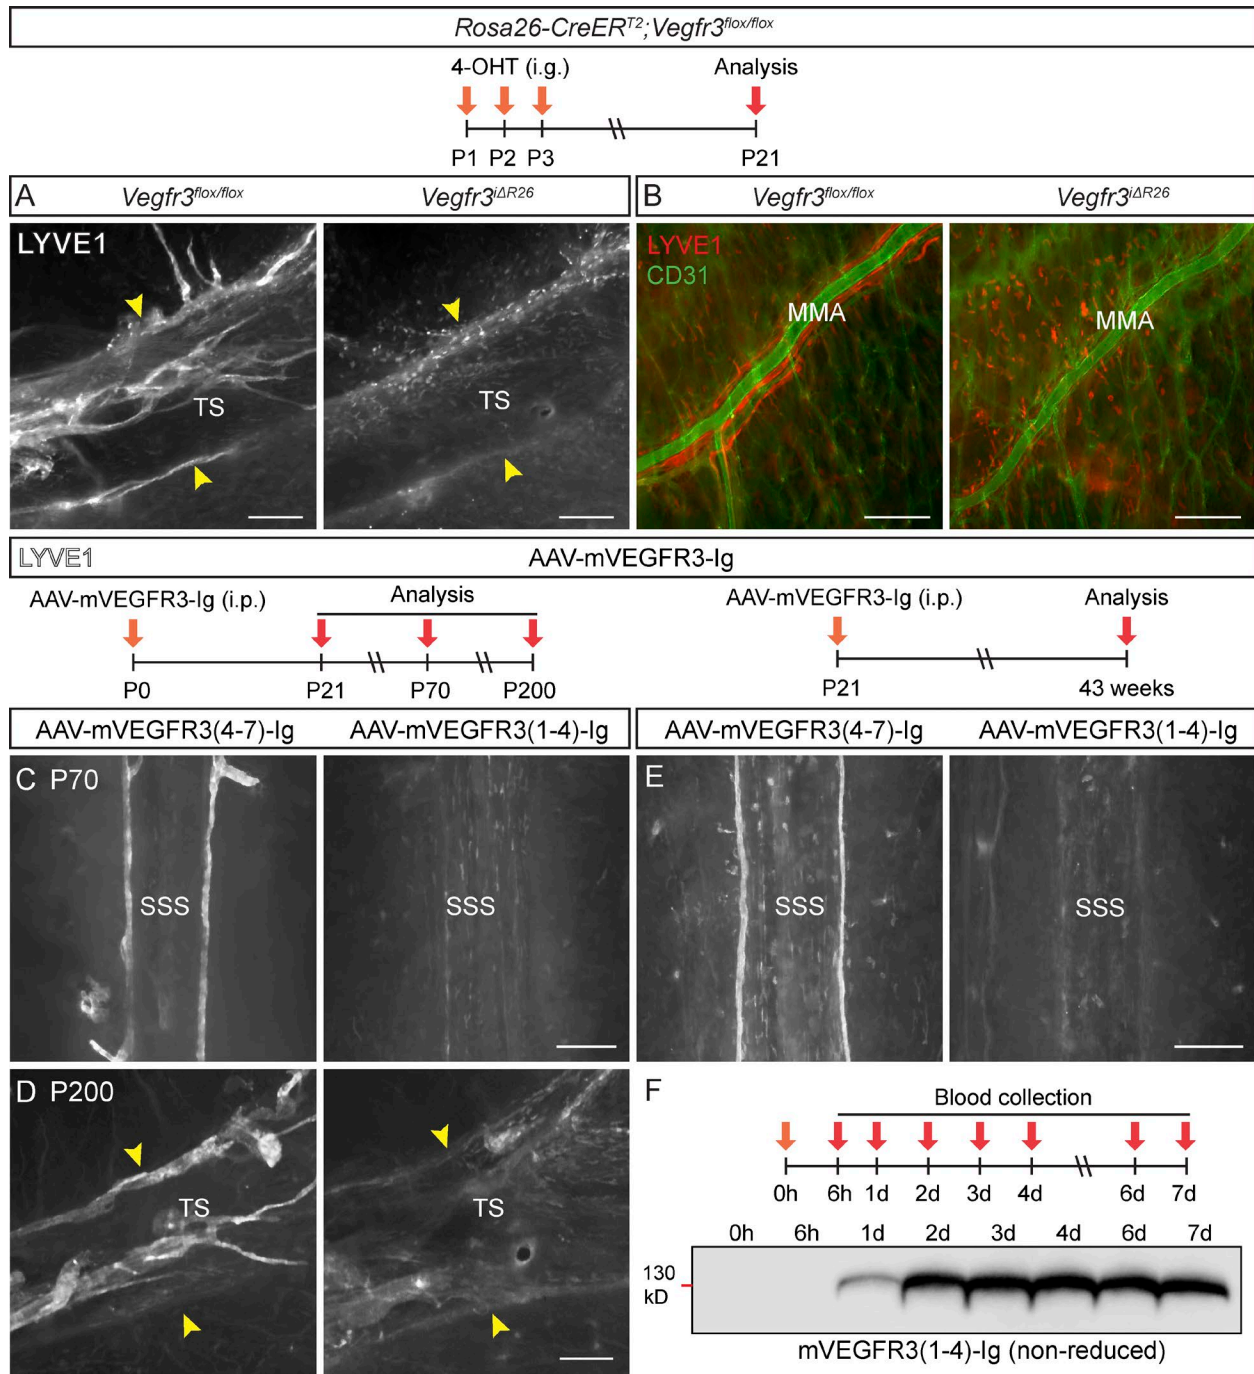 Rosa26-CreERT2;Vegfr3flox/flox
4-OHT (i.g.) Analysis
P1 P2 P3 P21
A Vegfr3flox/flox Vegfr3iΔR26
B Vegfr3flox/flox Vegfr3iΔR26
LYVE1
TS
TS
LYVE1
CD31
MMA
MMA
LYVE1 AAV-mVEGFR3-Ig
AAV-mVEGFR3-Ig (i.p.) Analysis
P0 P21 P70 P200
AAV-mVEGFR3-Ig (i.p.) Analysis
P21 43 weeks
AAV-mVEGFR3(4-7)-Ig AAV-mVEGFR3(1-4)-Ig
AAV-mVEGFR3(4-7)-Ig AAV-mVEGFR3(1-4)-Ig
C P70
SSS
SSS
E
SSS
SSS
D P200
TS
TS
F
Blood collection
0h 6h 1d 2d 3d 4d 6d 7d
0h 6h 1d 2d 3d 4d 6d 7d
130
kD
mVEGFR3(1-4)-Ig (non-reduced)